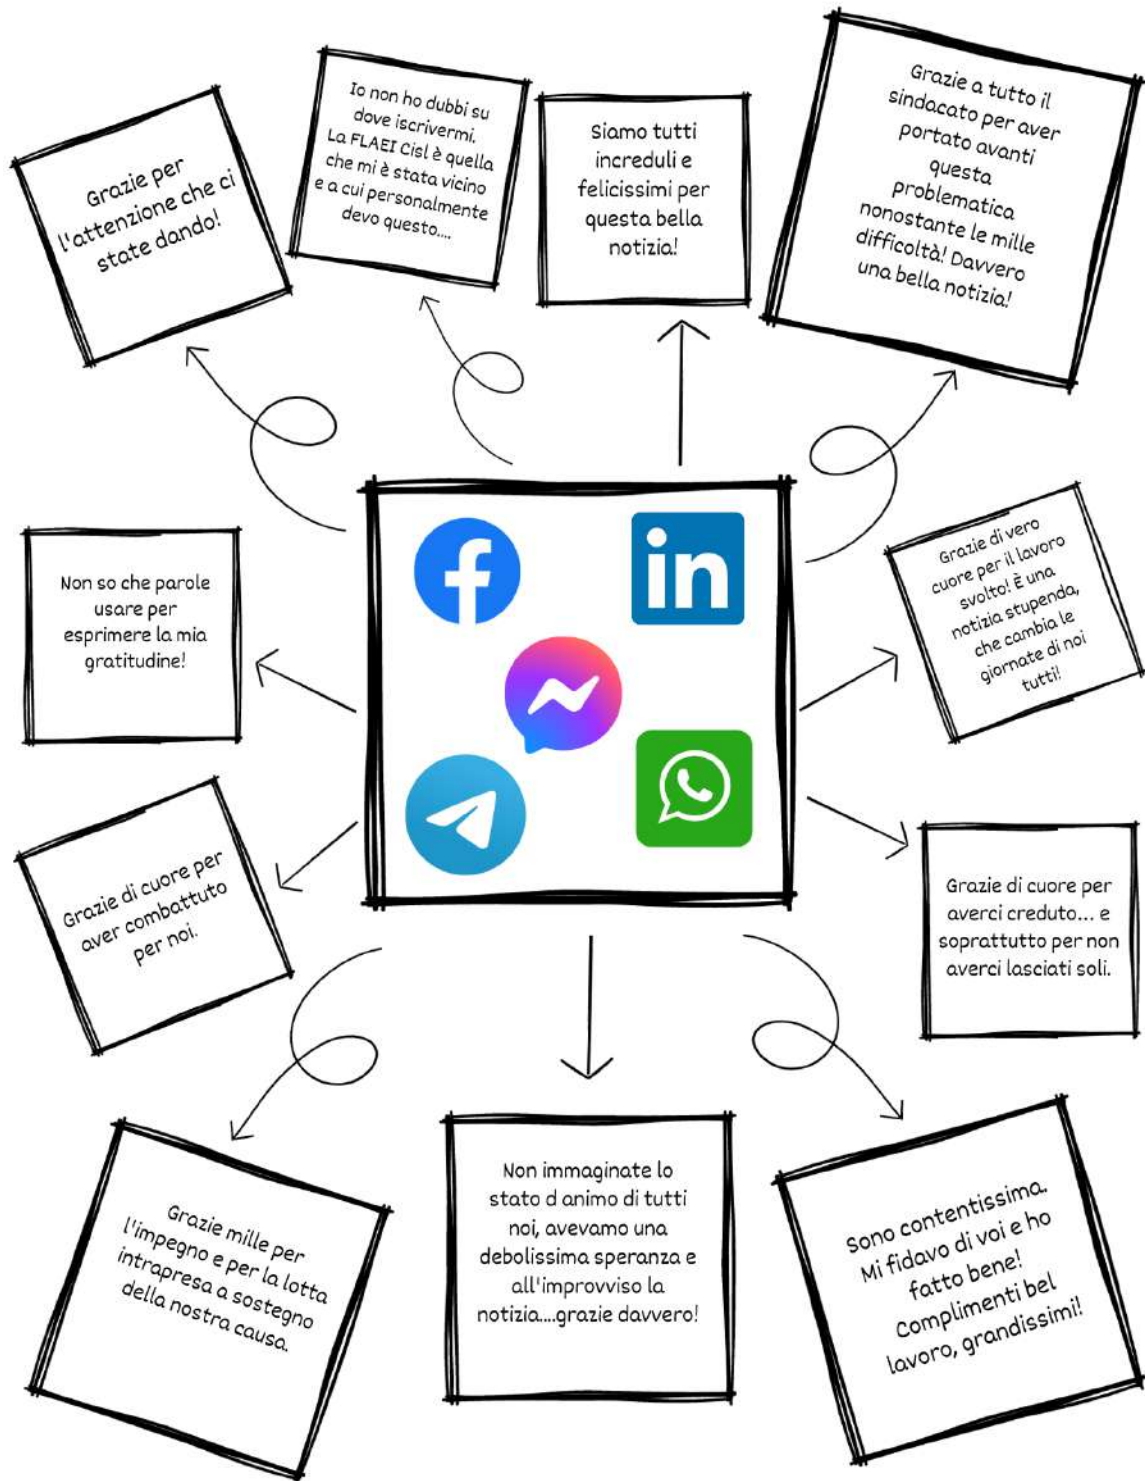 Grazie per
l'attenzione che ci
state dando!
Io non ho dubbi su
dove iscrivermi.
La FLAEI Cisl è quella
che mi è stata vicino
e a cui personalmente
devo questo....
Siamo tutti
increduli e
felicissimi per
questa bella
notizia!
Grazie a tutto il
sindacato per aver
portato avanti
questa
problematica
nonostante le mille
difficoltà! Davvero
una bella notizia!
Non so che parole
usare per
esprimere la mia
gratitudine!
in
Grazie di vero
cuore per il lavoro
svolto! È una
notizia stupenda,
che cambia le
giornate di noi
tutti!
Grazie di cuore per
aver combattuto
per noi.
Grazie di cuore per
averci creduto... e
soprattutto per non
averci lasciati soli.
Grazie mille per
l'impegno e per la lotta
intrapresa a sostegno
della nostra causa.
Non immaginate lo
stato d animo di tutti
noi, avevamo una
debolissima speranza e
all'improvviso la
notizia....grazie davvero!
Sono contentissima.
Mi fidavo di voi e ho
fatto bene!
Complimenti bel
lavoro, grandissimi!